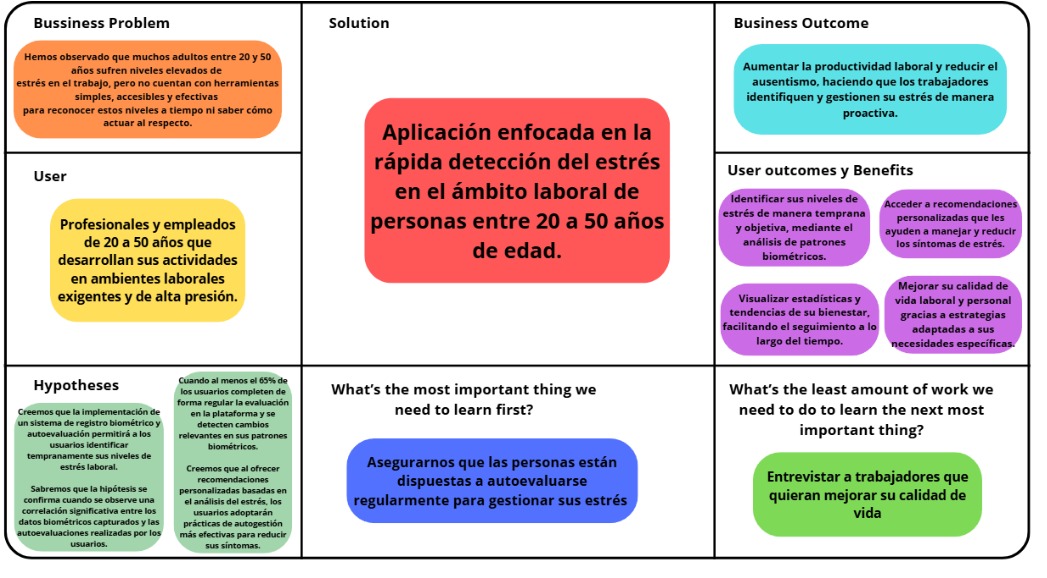 Bussiness Problem
Hemos observado que muchos adultos entre 20 y 50
años sufren niveles elevados de
estrés en el trabajo, pero no cuentan con herramientas
simples, accesibles y efectivas
para reconocer estos niveles a tiempo ni saber cómo
actuar al respecto.
Solution
Aplicación enfocada en la
rápida detección del estrés
en el ámbito laboral de
personas entre 20 a 50 años
de edad.
Business Outcome
Aumentar la productividad laboral y reducir el
ausentismo, haciendo que los trabajadores
identifiquen y gestionen su estrés de manera
proactiva.
User
Profesionales y empleados
de 20 a 50 años que
desarrollan sus actividades
en ambientes laborales
exigentes y de alta presión.
User outcomes y Benefits
Identificar sus niveles de
estrés de manera temprana
y objetiva, mediante el
análisis de patrones
biométricos.
Acceder a recomendaciones
personalizadas que les
ayuden a manejar y reducir
los síntomas de estrés.
Visualizar estadísticas y
tendencias de su bienestar,
facilitando el seguimiento a lo
largo del tiempo.
Mejorar su calidad de
vida laboral y personal
gracias a estrategias
adaptadas a sus
necesidades específicas.
Hypotheses
Creemos que la implementación de
un sistema de registro biométrico y
autoevaluación permitirá a los
usuarios identificar
tempranamente sus niveles de
estrés laboral.
Sabremos que la hipótesis se
confirma cuando se observe una
correlación significativa entre los
datos biométricos capturados y las
autoevaluaciones realizadas por los
usuarios.
Cuando al menos el 65% de
los usuarios completen de
forma regular la evaluación
en la plataforma y se
detecten cambios
relevantes en sus patrones
biométricos.
Creemos que al ofrecer
recomendaciones
personalizadas basadas en
el análisis del estrés, los
usuarios adoptarán
prácticas de autogestión
más efectivas para reducir
sus síntomas.
What's the most important thing we
need to learn first?
Asegurarnos que las personas están
dispuestas a autoevaluarse
regularmente para gestionar sus estrés
What's the least amount of work we
need to do to learn the next most
important thing?
Entrevistar a trabajadores que
quieran mejorar su calidad de
vida